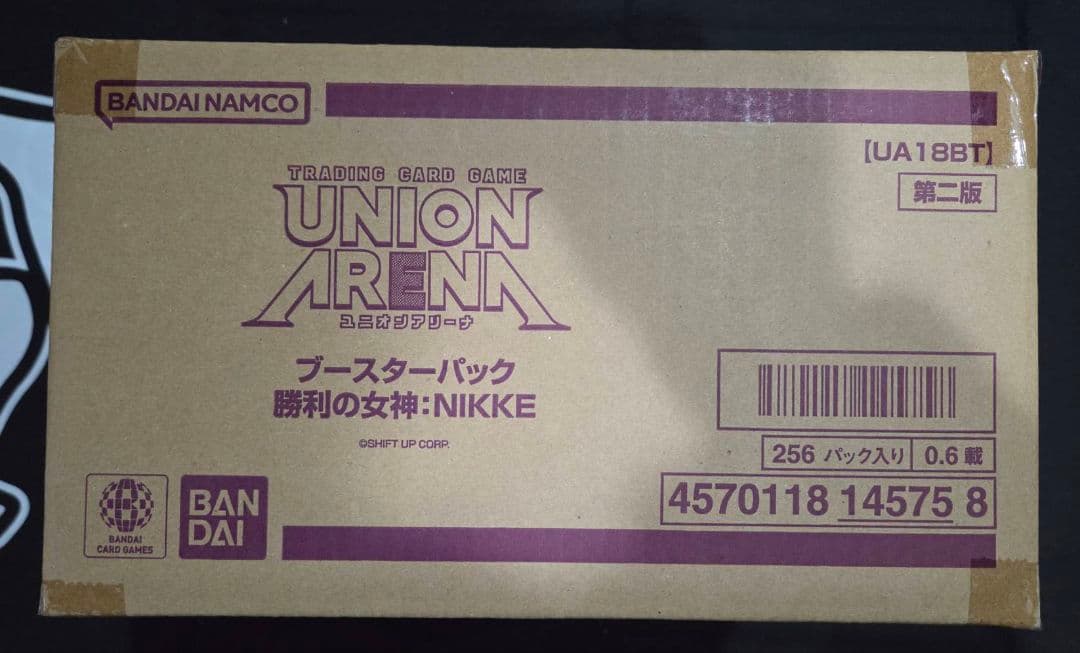 BANDAI NAMCO
【UA18BT】
第二版
TRADING CARD GAME
UNION
ARENA
ユニオンアリーナ
ブースターパック
勝利の女神:NIKKE
©SHIFT UP CORP.
256 パック入り 0.6 載
4570118 14575 8
BANDAI
CARD GAMES
BAN
DAI